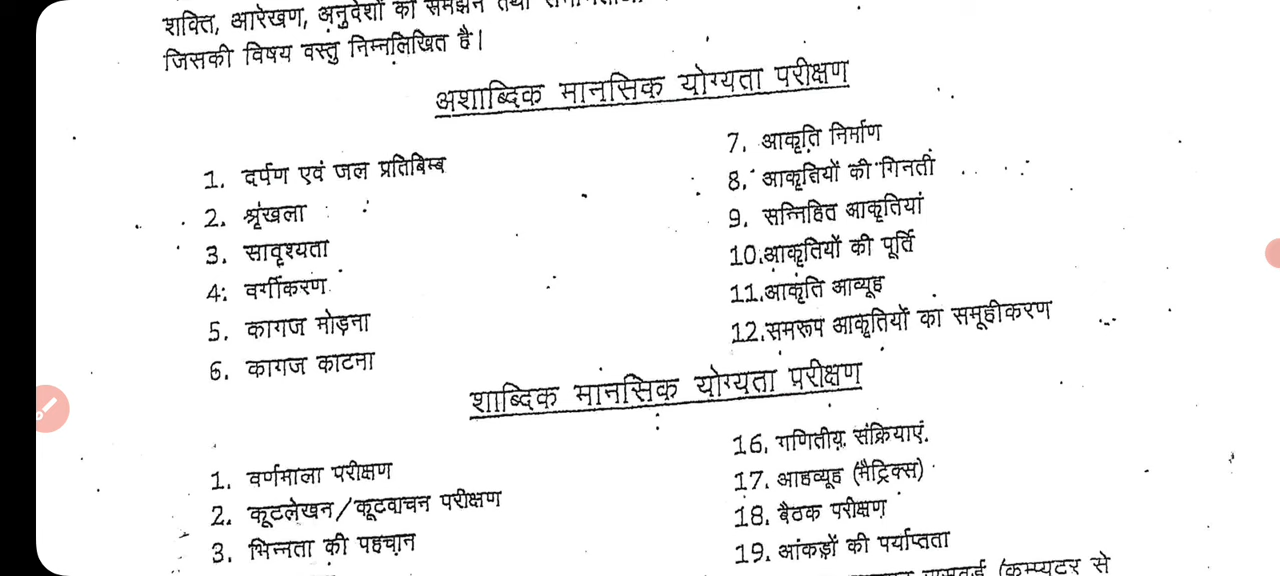 शक्ति, आरेखण, अनुदेशों को समझने तथा
जिसकी विषय वस्तु निम्नलिखित है।
अशाब्दिक मानसिक योग्यता परीक्षण
1. दर्पण एवं जल प्रतिबिम्ब
2. श्रृंखला
3. सादृश्यता
4. वर्गीकरण
5. कागज मोड़ना
6. कागज काटना
7. आकृति निर्माण
8. आकृतियों की गिनती
9. सन्निहित आकृतियां
10.आकृतियों की पूर्ति
11.आकृति आव्यूह
12.समरूप आकृतियों का समूहीकरण
शाब्दिक मानसिक योग्यता परीक्षण
1. वर्णमाला परीक्षण
2. कूटलेखन/कूटवाचन परीक्षण
3. भिन्नता की पहचान
16. गणितीय संक्रियाएं.
17. आहव्यूह (मैट्रिक्स)
18. बैठक परीक्षण
19. आंकड़ों की पर्याप्तता
(कम्प्यूटर से